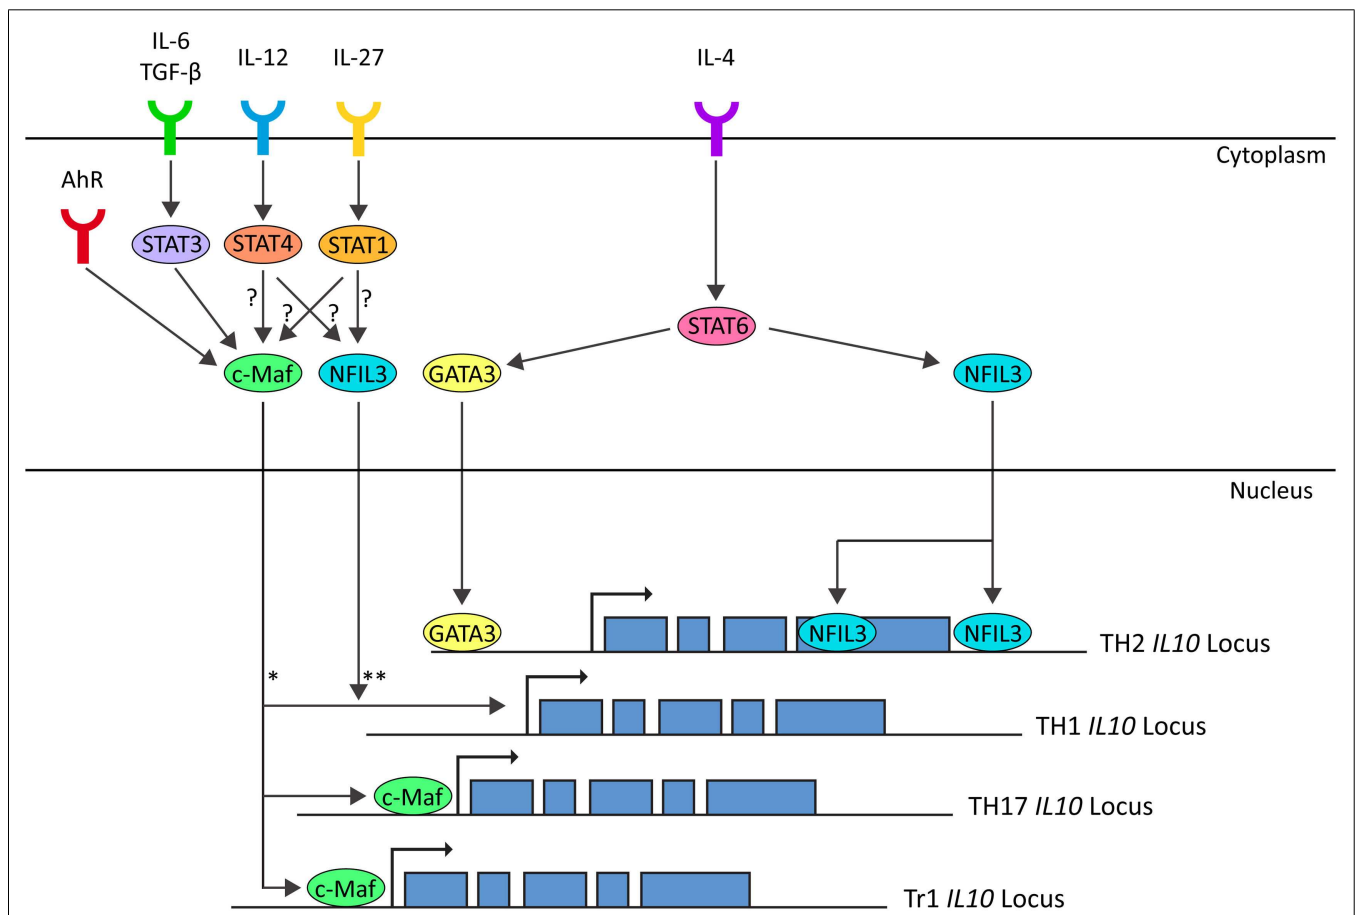 IL-6
TGF-β
IL-12
IL-27
IL-4
Cytoplasm
AhR
STAT3
STAT4
STAT1
?
?
?
?
STAT6
c-Maf
NFIL3
GATA3
NFIL3
Nucleus
GATA3
NFIL3
NFIL3
TH2 IL10 Locus
*
**
TH1 IL10 Locus
c-Maf
TH17 IL10 Locus
c-Maf
Tr1 IL10 Locus